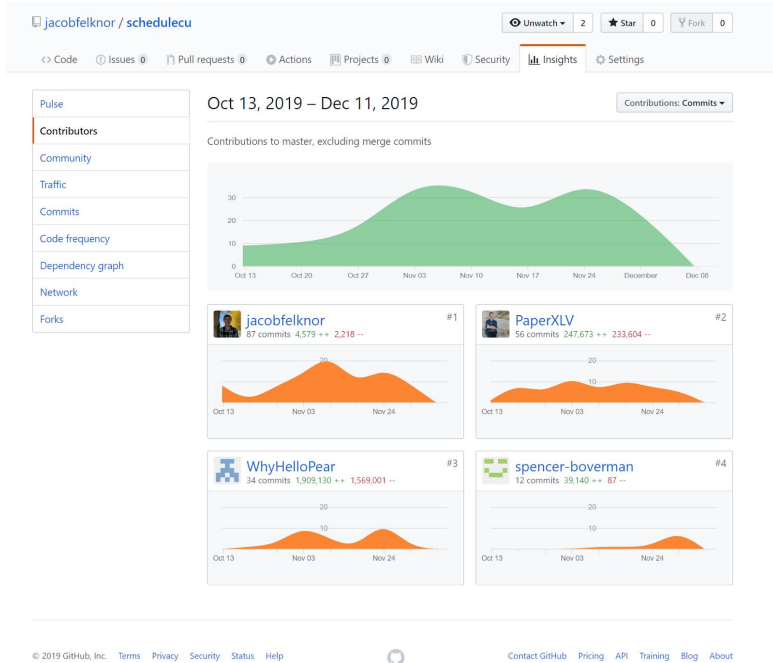 jacobfelknor / schedulecu
Unwatch 2 Star 0 Fork 0
Code Issues 0 Pull requests 0 Actions Projects 0 Wiki Security Insights Settings
Pulse
Contributors
Community
Traffic
Commits
Code frequency
Dependency graph
Network
Forks
Oct 13, 2019 – Dec 11, 2019
Contributions: Commits
Contributions to master, excluding merge commits
30
20
10
0
Oct 13 Oct 20 Oct 27 Nov 03 Nov 10 Nov 17 Nov 24 December Dec 08
jacobfelknor #1
87 commits 4,579 ++ 2,218 --
20
Oct 13 Nov 03 Nov 24
PaperXLV #2
56 commits 247,673 ++ 233,604 --
20
10
Oct 13 Nov 03 Nov 24
WhyHelloPear #3
34 commits 1,909,130 ++ 1,569,001 --
20
10
Oct 13 Nov 03 Nov 24
spencer-boverman #4
12 commits 39,140 ++ 87 --
20
10
Oct 13 Nov 03 Nov 24
© 2019 GitHub, Inc. Terms Privacy Security Status Help
Contact GitHub Pricing API Training Blog About